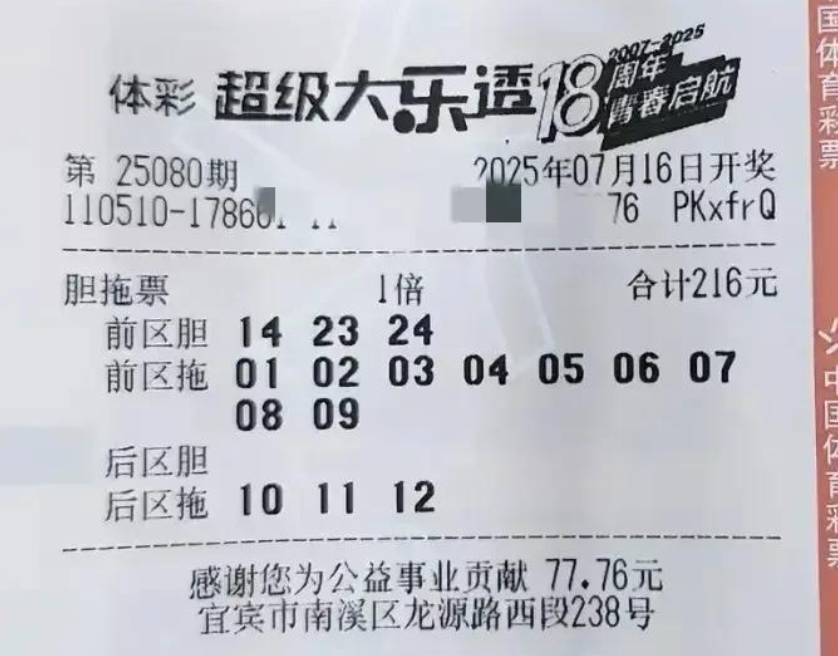 体彩 超级大乐透 18 2007-2025 周年 青春启航
第 25080期 2025年07月16日开奖
110510-1786 76 PKxfrQ
胆拖票 1倍 合计216元
前区胆 14 23 24
前区拖 01 02 03 04 05 06 07
08 09
后区胆
后区拖 10 11 12
感谢您为公益事业贡献 77.76元
宜宾市南溪区龙源路西段238号
国体育彩票
中国体育彩票